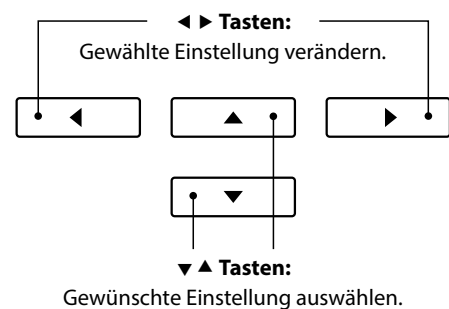 ◀ ▶ Tasten:
Gewählte Einstellung verändern.
▼ ▲ Tasten:
Gewünschte Einstellung auswählen.